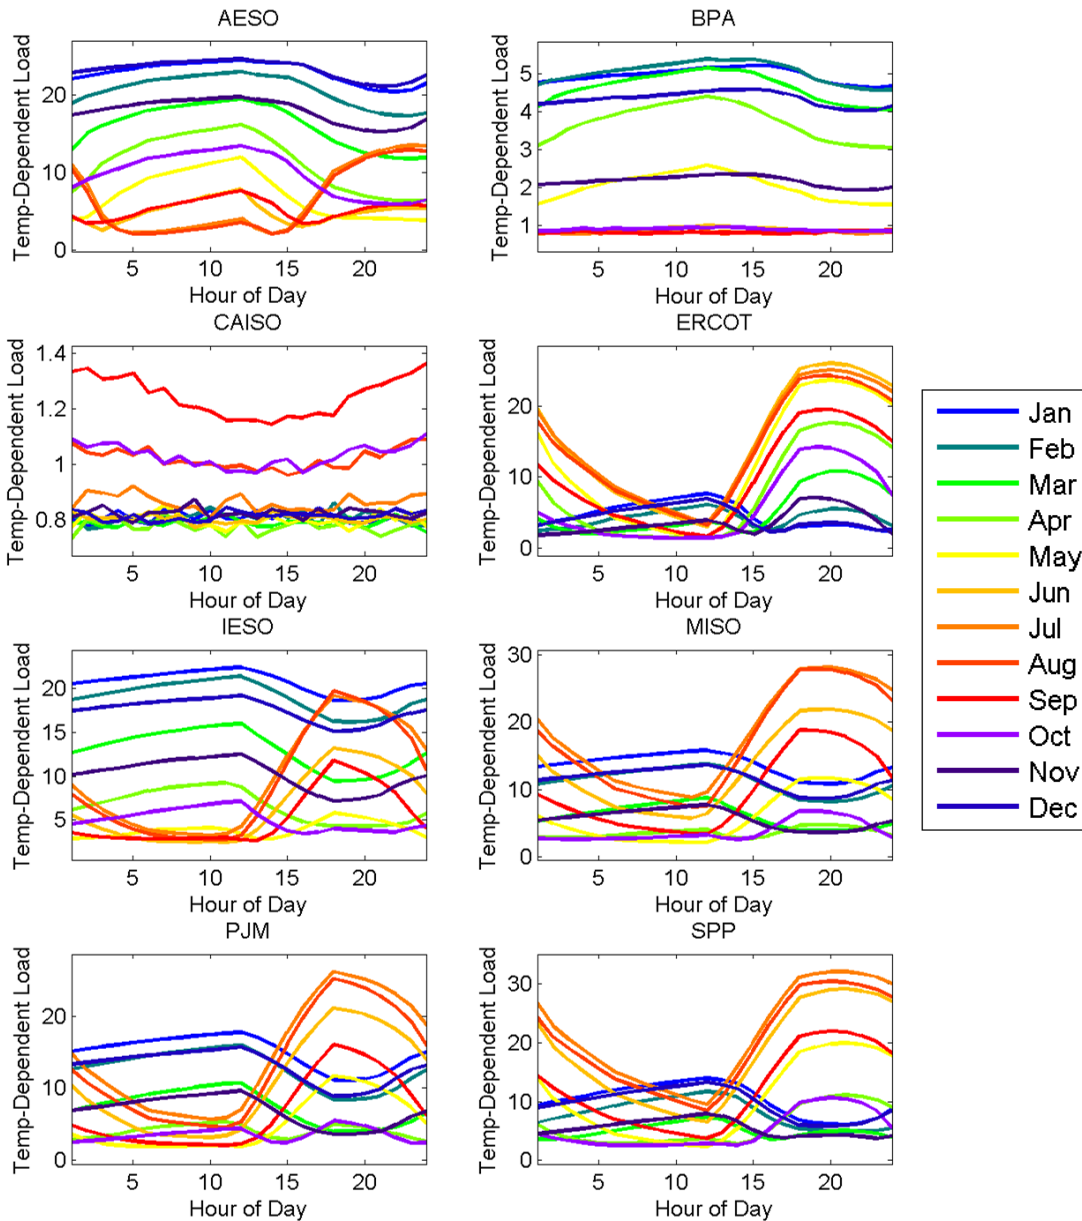 AESO
Temp-Dependent Load
20
10
0
5 10 15 20
Hour of Day
BPA
Temp-Dependent Load
5
4
3
2
1
5 10 15 20
Hour of Day
CAISO
Temp-Dependent Load
1.4
1.2
1
0.8
5 10 15 20
Hour of Day
ERCOT
Temp-Dependent Load
20
10
0
5 10 15 20
Hour of Day
IESO
Temp-Dependent Load
20
15
10
5
5 10 15 20
Hour of Day
MISO
Temp-Dependent Load
30
20
10
0
5 10 15 20
Hour of Day
PJM
Temp-Dependent Load
20
10
0
5 10 15 20
Hour of Day
SPP
Temp-Dependent Load
30
20
10
0
5 10 15 20
Hour of Day
Jan
Feb
Mar
Apr
May
Jun
Jul
Aug
Sep
Oct
Nov
Dec